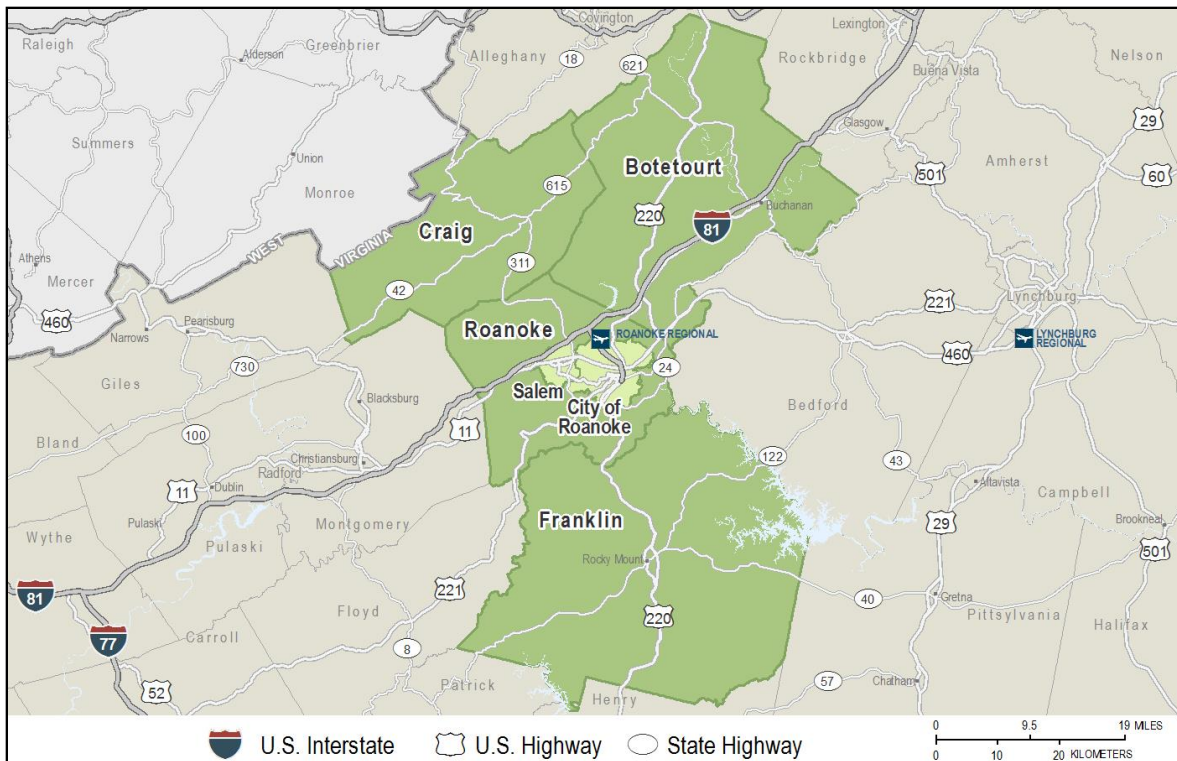 Covington
Lexington
Raleigh
Greenbrier
Alderson
Alleghany
18
621
Rockbridge
Nelson
Buena Vista
Summers
Glasgow
29
Union
Monroe
Botetourt
Amherst
501
60
615
Buchanan
220
81
Craig
WEST VIRGINIA
Athens
Mercer
311
42
460
Narrows
Pearisburg
Roanoke
ROANOKE REGIONAL
221
Lynchburg
LYNCHBURG
REGIONAL
460
730
Giles
24
Salem
City of
Roanoke
Blacksburg
Bedford
Bland
100
11
Christiansburg
122
43
Radford
11
Dublin
Altavista
Campbell
Pulaski
Montgomery
Franklin
29
Brookneal
Wythe
Pulaski
Rocky Mount
501
221
40
Gretna
81
Floyd
220
Pittsylvania
77
Carroll
8
Halifax
52
Patrick
Henry
57
Chatham
U.S. Interstate
U.S. Highway
State Highway
0 9.5 19 MILES
0 10 20 KILOMETERS